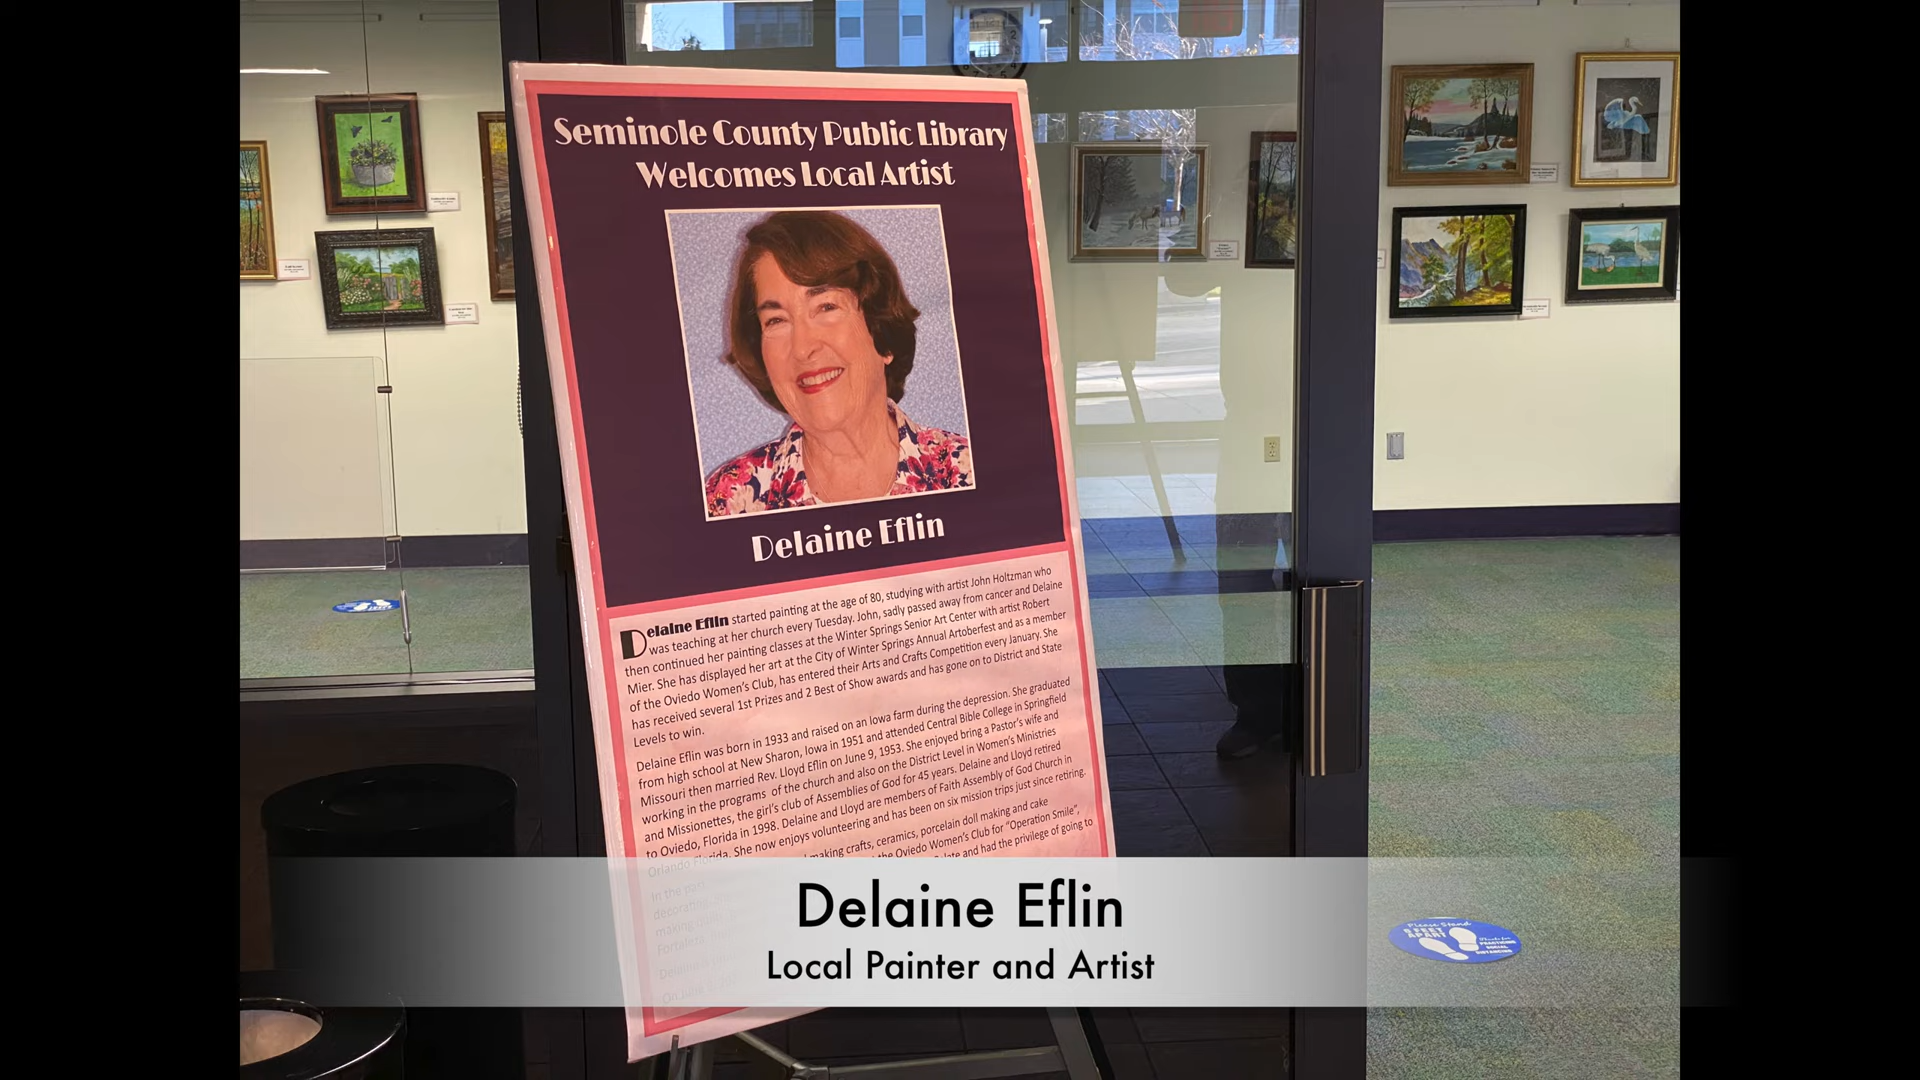 Seminole County Public Library
Welcomes Local Artist
Delaine Eflin
Delaine Eflin started painting at the age of 80, studying with artist John Holtzman who
was teaching at her church every Tuesday. John, sadly passed away from cancer and Delaine
then continued her painting classes at the Winter Springs Senior Art Center with artist Robert
Mier. She has displayed her art at the City of Winter Springs Annual Artoberfest and as a member
of the Oviedo Women's Club, has entered their Arts and Crafts Competition every January. She
has received several 1st Prizes and 2 Best of Show awards and has gone on to District and State
Levels to win.
Delaine Eflin was born in 1933 and raised on an Iowa farm during the depression. She graduated
from high school at New Sharon, Iowa in 1951 and attended Central Bible College in Springfield
Missouri then married Rev. Lloyd Eflin on June 9, 1953. She enjoyed bring a Pastor's wife and
working in the programs of the church and also on the District Level in Women's Ministries
and Missionettes, the girl's club of Assemblies of God for 45 years. Delaine and Lloyd retired
to Oviedo, Florida in 1998. Delaine and Lloyd are members of Faith Assembly of God Church in
Orlando Florida. She now enjoys volunteering and has been on six mission trips just since retiring.
In the past making crafts, ceramics, porcelain doll making and cake
the Oviedo Women's Club for "Operation Smile",
and had the privilege of going to
Delaine Eflin
Local Painter and Artist
Please Stand
6 FEET
APART
Thanks for
PRACTICING
SOCIAL
DISTANCING